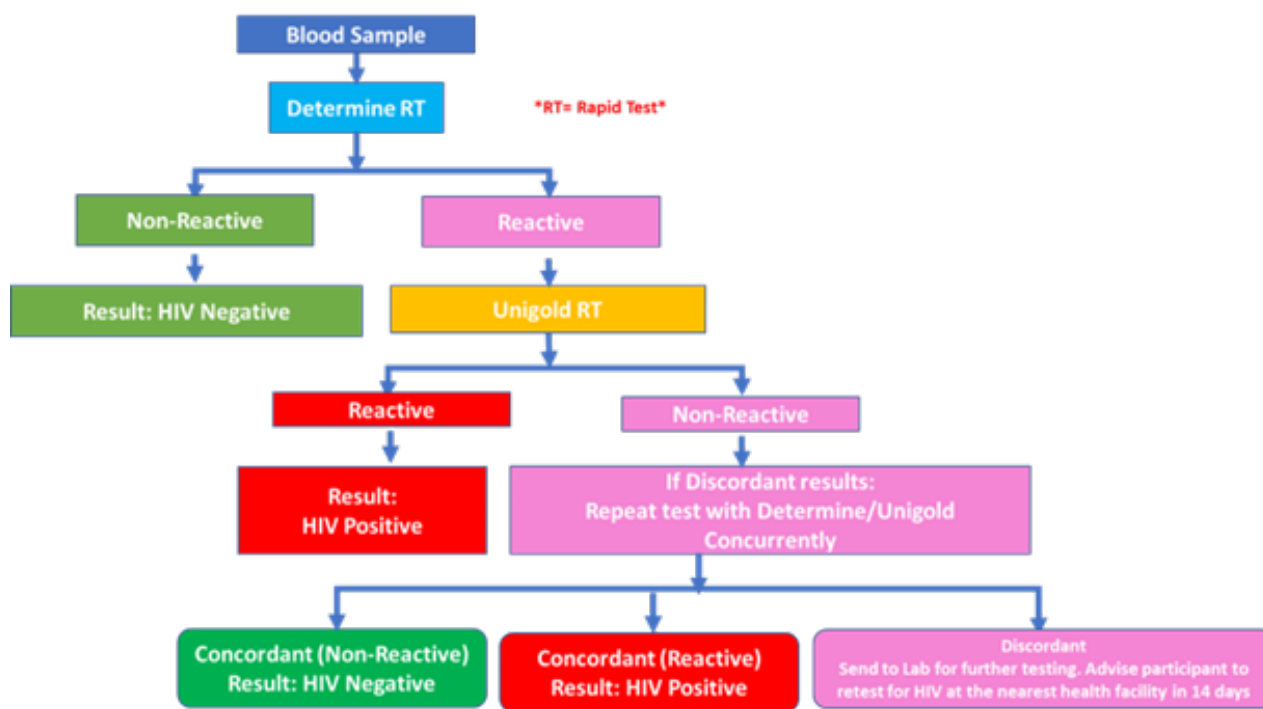 Blood Sample
Determine RT
*RT= Rapid Test*
Non-Reactive
Reactive
Result: HIV Negative
Unigold RT
Reactive
Non-Reactive
Result:
HIV Positive
If Discordant results:
Repeat test with Determine/Unigold
Concurrently
Concordant (Non-Reactive)
Result: HIV Negative
Concordant (Reactive)
Result: HIV Positive
Discordant
Send to Lab for further testing. Advise participant to
retest for HIV at the nearest health facility in 14 days